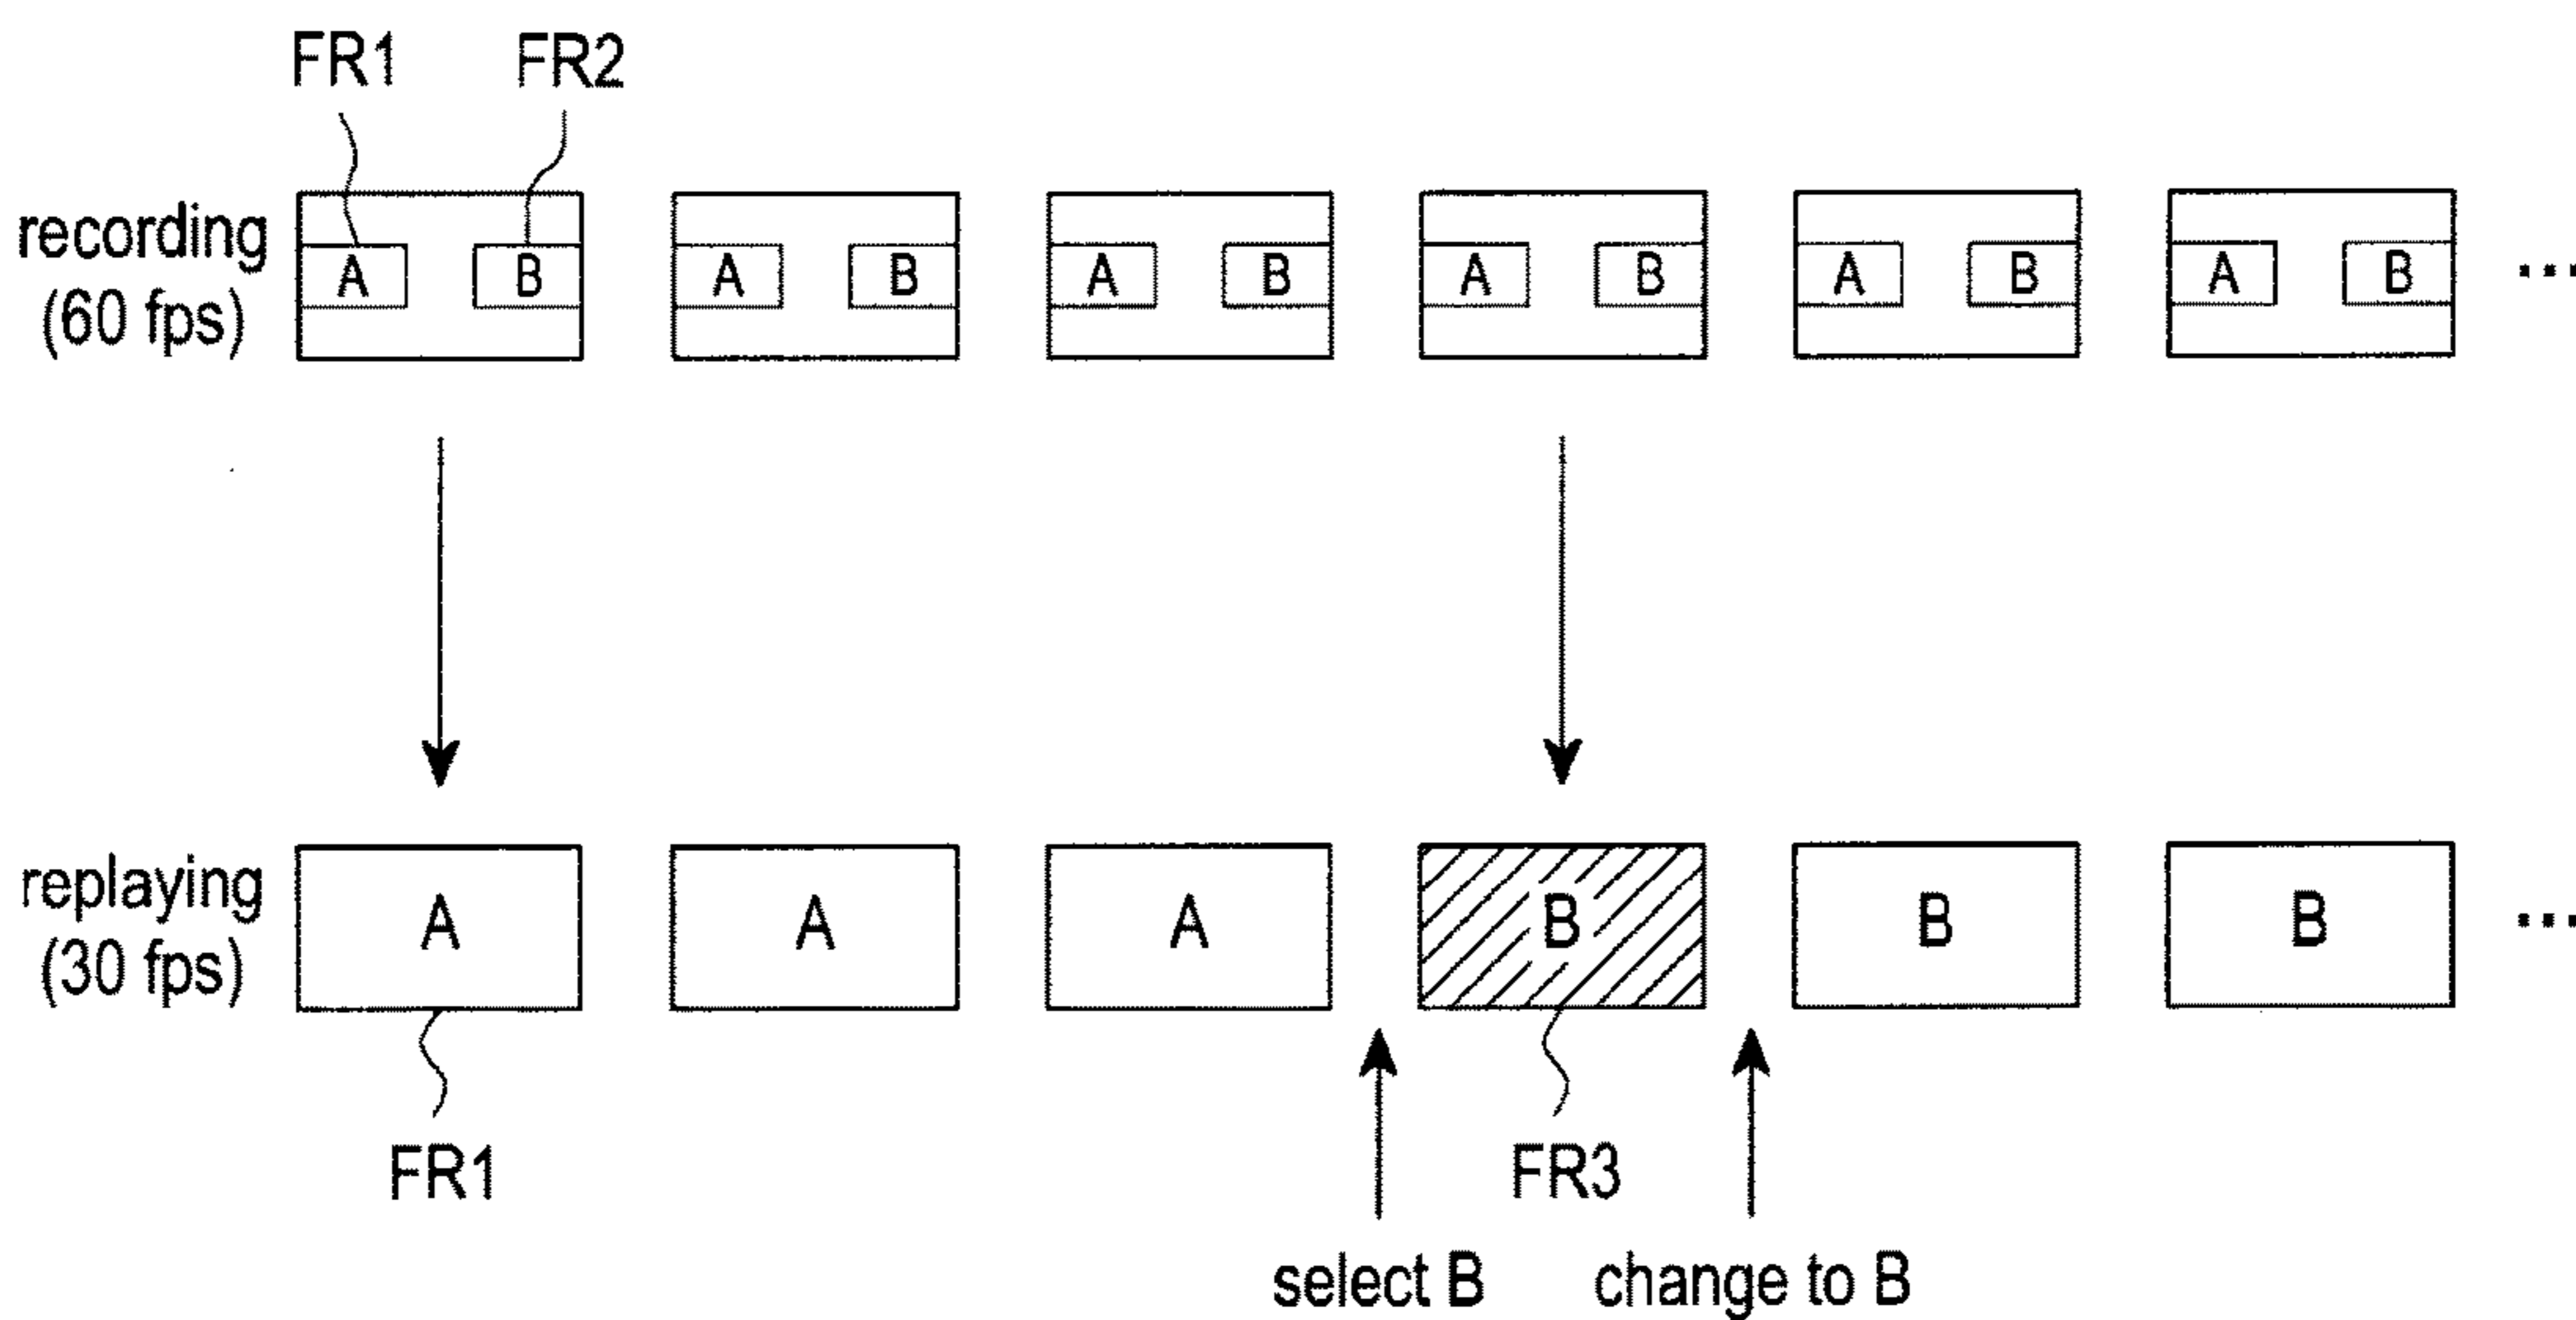 FR1 FR2
recording
(60 fps)
A B A B A B A B A B A B ...
replaying
(30 fps)
A A A B B B ...
FR1 FR3
select B change to B